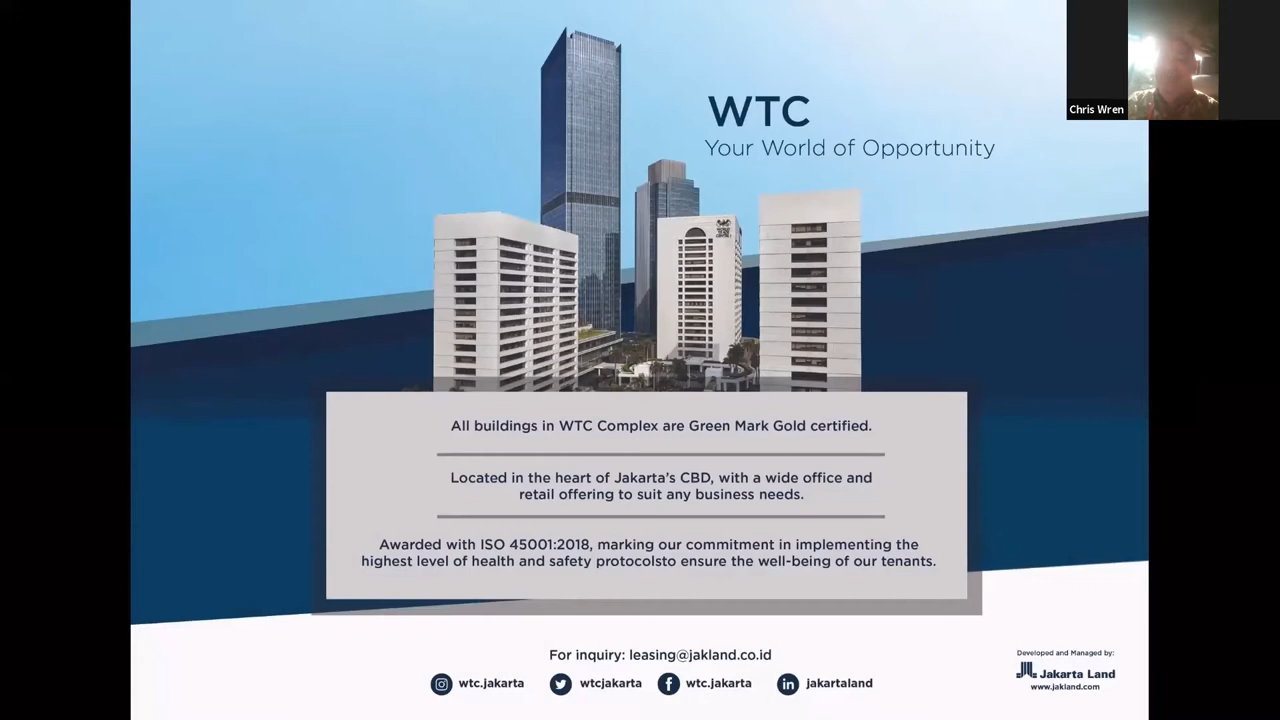 WTC
Your World of Opportunity
Chris Wren
All buildings in WTC Complex are Green Mark Gold certified.
Located in the heart of Jakarta's CBD, with a wide office and
retail offering to suit any business needs.
Awarded with ISO 45001:2018, marking our commitment in implementing the
highest level of health and safety protocolsto ensure the well-being of our tenants.
For inquiry: leasing@jakland.co.id
wtc.jakarta
wtcjakarta
wtc.jakarta
jakartaland
Developed and Managed by:
Jakarta Land
www.jakland.com